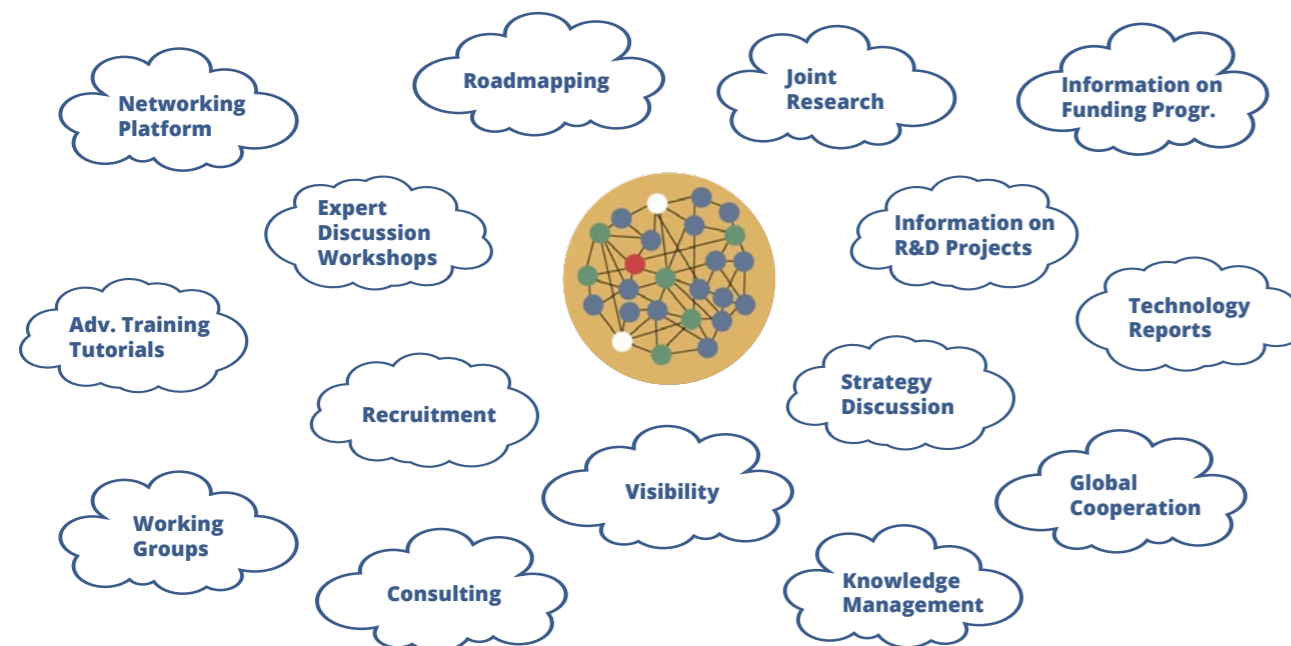 Roadmapping
Joint
Research
Information on
Funding Progr.
Networking
Platform
Expert
Discussion
Workshops
Information on
R&D Projects
Adv. Training
Tutorials
Technology
Reports
Recruitment
Strategy
Discussion
Visibility
Global
Cooperation
Working
Groups
Consulting
Knowledge
Management